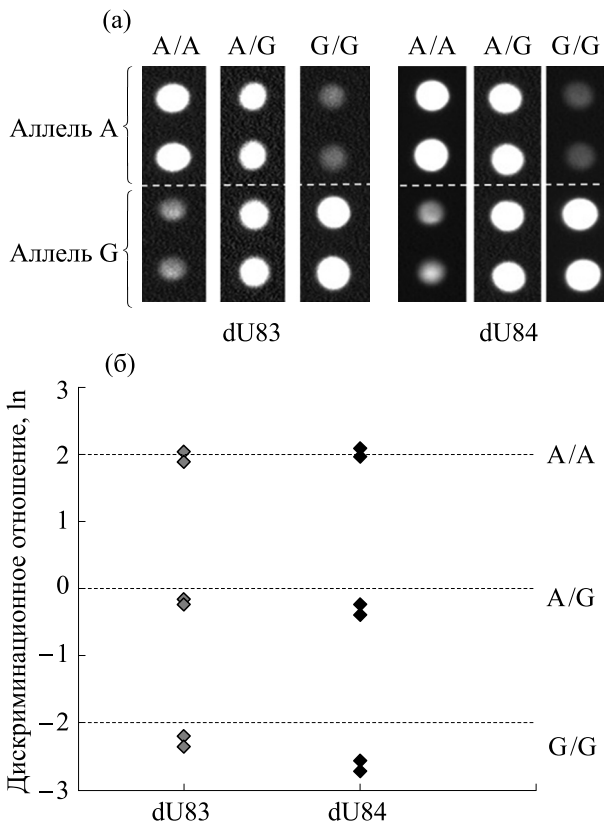 (а)
A/A A/G G/G A/A A/G G/G
Аллель A
Аллель G
dU83 dU84
(б)
Дискриминационное отношение, ln
3
2
1
0
−1
−2
−3
A/A
A/G
G/G
dU83 dU84